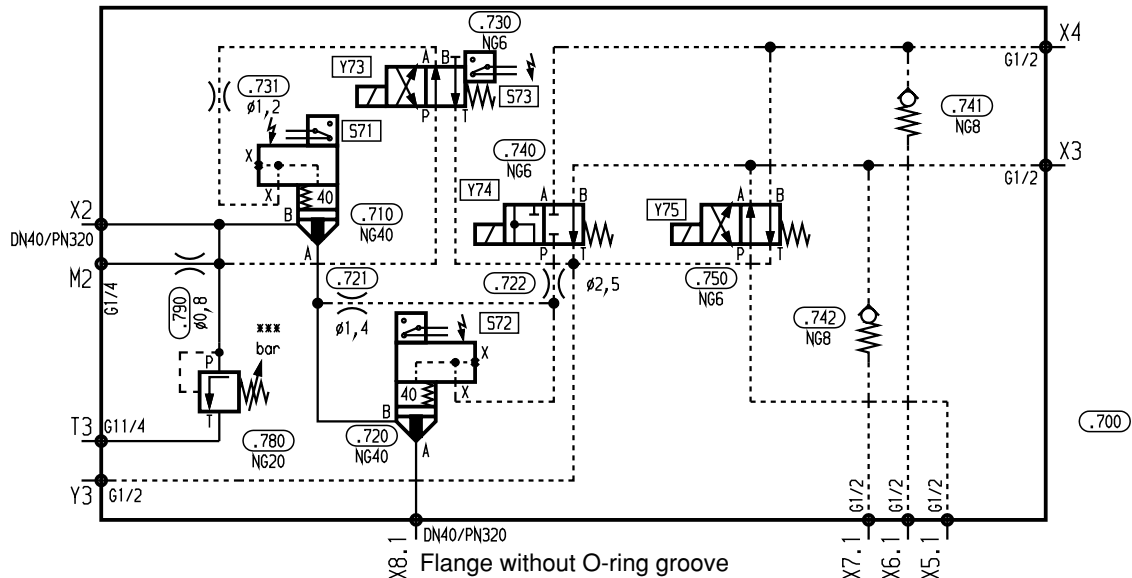 .730
NG6
X4
G1/2
A
B
Y73
.731
ø1,2
S73
.741
NG8
P
T
S71
X
.740
NG6
X3
G1/2
X
40
Y74
A
B
Y75
A
B
X2
B
.710
NG40
DN40/PN320
P
T
P
T
A
M2
.721
.722
ø2,5
.750
NG6
G1/4
.790
ø0,8
ø1,4
S72
.742
NG8
***
bar
P
X
X
40
T
B
T3
G11/4
.780
NG20
.720
NG40
A
.700
Y3
G1/2
G1/2
G1/2
G1/2
DN40/PN320
X8.1
Flange without O-ring groove
X7.1
X6.1
X5.1